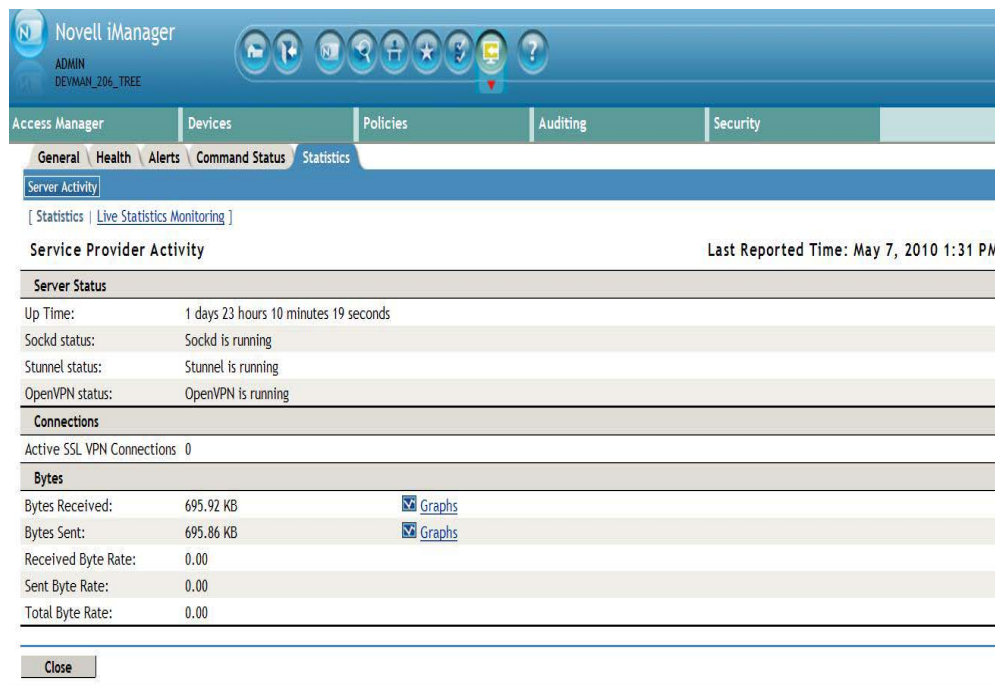 Novell iManager
ADMIN
DEVMAN_206_TREE
Access Manager Devices Policies Auditing Security
General Health Alerts Command Status Statistics
Server Activity
[ Statistics | Live Statistics Monitoring ]
Service Provider Activity Last Reported Time: May 7, 2010 1:31 PM
Server Status
Up Time: 1 days 23 hours 10 minutes 19 seconds
Sockd status: Sockd is running
Stunnel status: Stunnel is running
OpenVPN status: OpenVPN is running
Connections
Active SSL VPN Connections 0
Bytes
Bytes Received: 695.92 KB Graphs
Bytes Sent: 695.86 KB Graphs
Received Byte Rate: 0.00
Sent Byte Rate: 0.00
Total Byte Rate: 0.00
Close